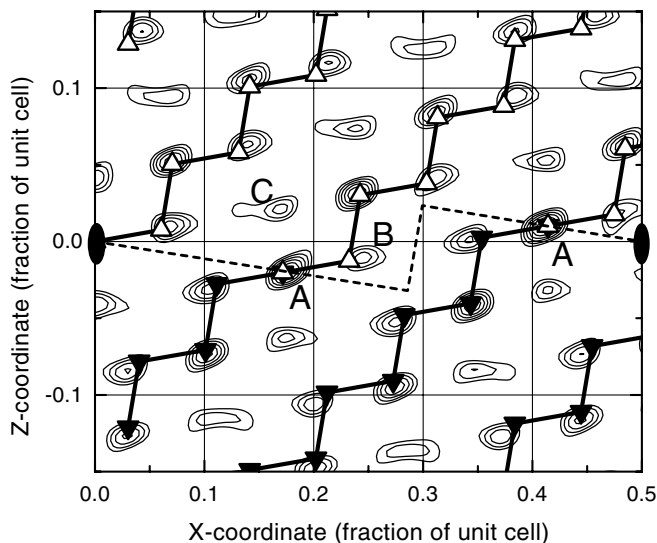 0.1
C
0.0
B
A
A
-0.1
0.0 0.1 0.2 0.3 0.4 0.5
X-coordinate (fraction of unit cell)
Z-coordinate (fraction of unit cell)